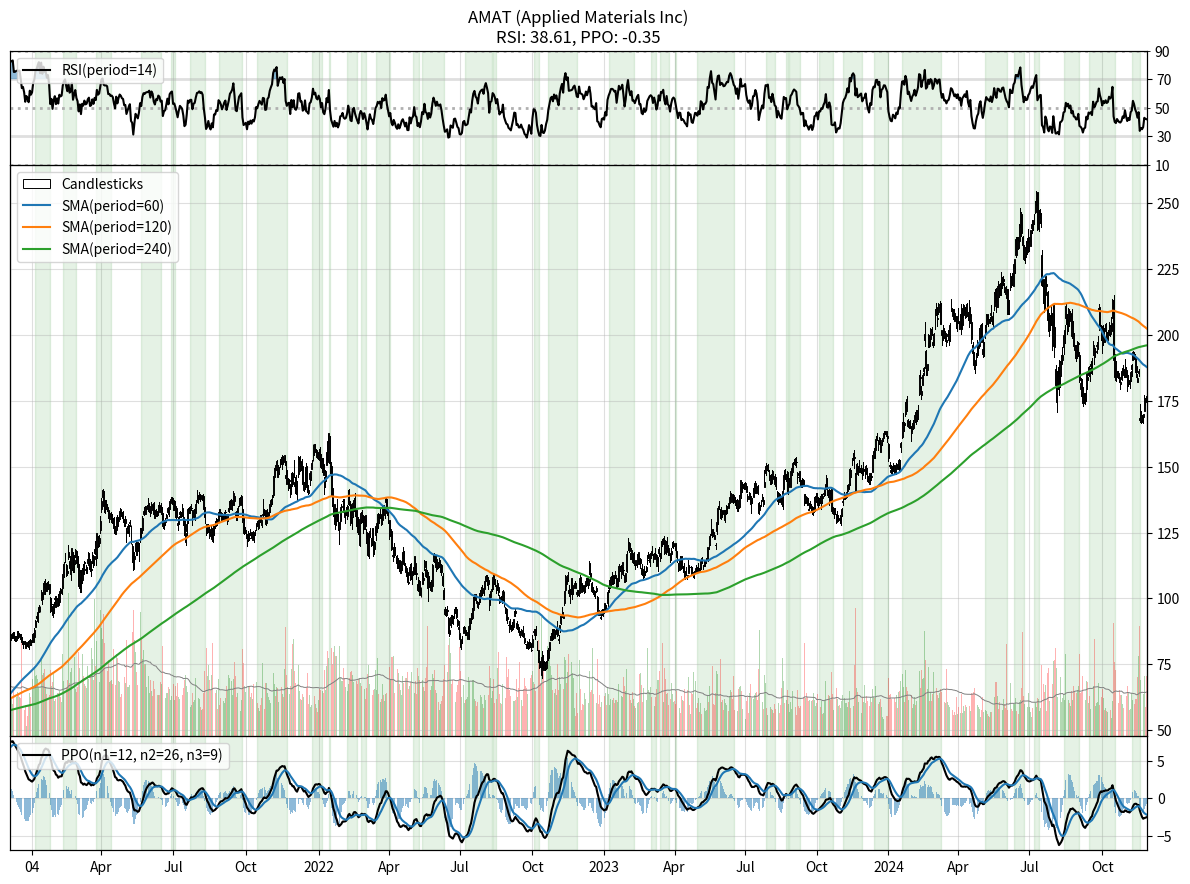 AMAT (Applied Materials Inc)
RSI: 38.61, PPO: -0.35
RSI(period=14)
90
70
50
30
10
Candlesticks
SMA(period=60)
SMA(period=120)
SMA(period=240)
250
225
200
175
150
125
100
75
50
PPO(n1=12, n2=26, n3=9)
5
0
−5
04 Apr Jul Oct 2022 Apr Jul Oct 2023 Apr Jul Oct 2024 Apr Jul Oct